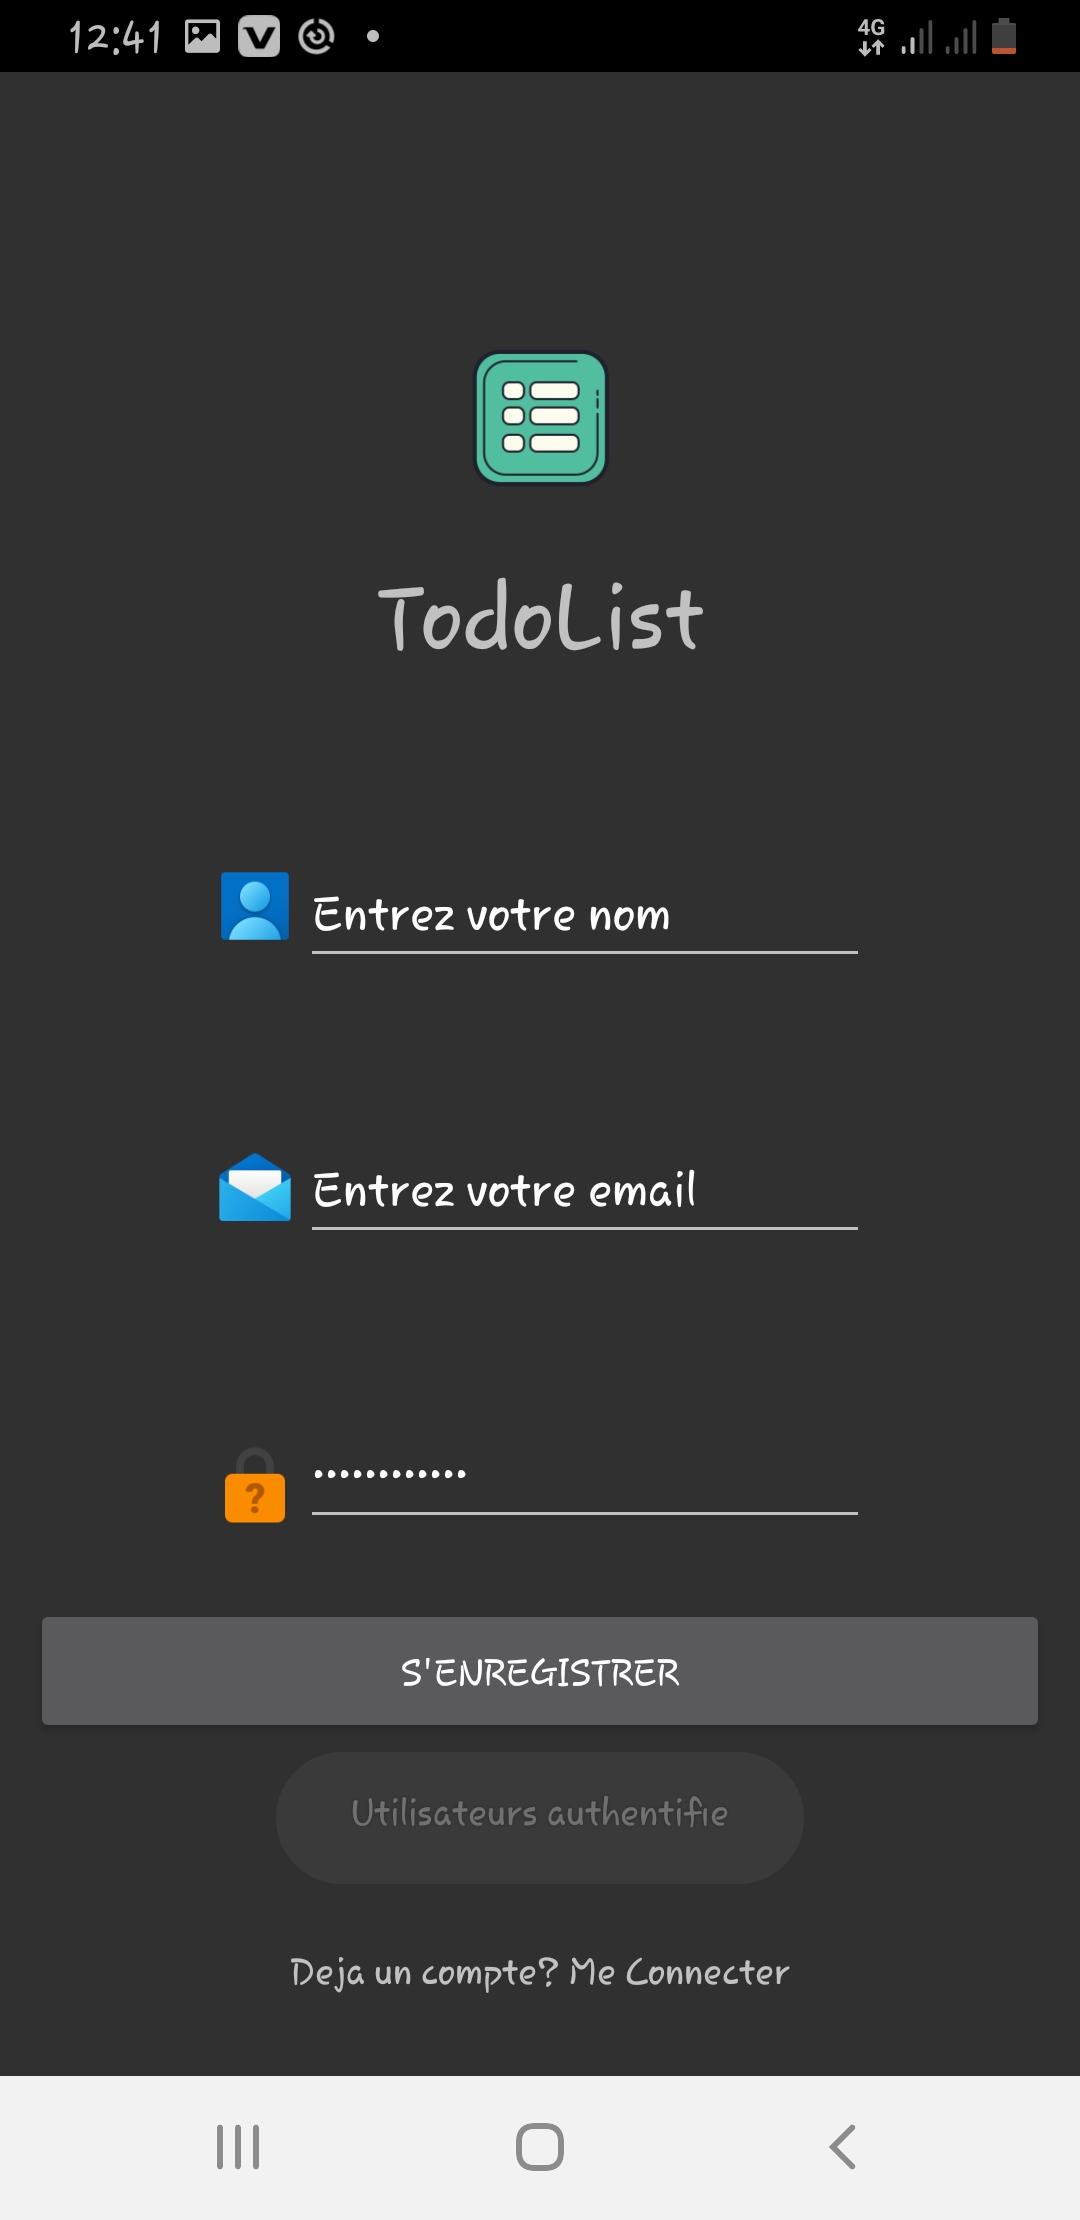 12:41
4G
TodoList
Entrez votre nom
Entrez votre email
............
?
S'ENREGISTRER
Utilisateurs authentifie
Deja un compte? Me Connecter